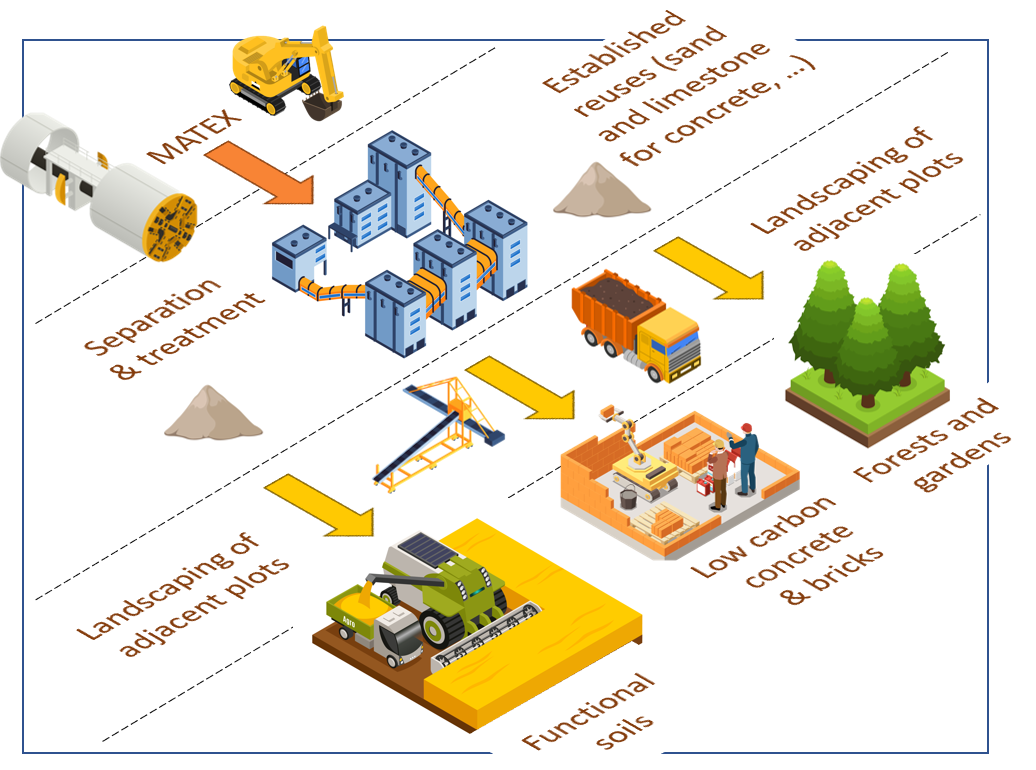 MATEX
Established
reuses (sand
and limestone
for concrete, ...)
Landscaping of
adjacent plots
Separation
& treatment
Forests and
gardens
Low carbon
concrete
& bricks
Landscaping of
adjacent plots
Agro
Functional
soils